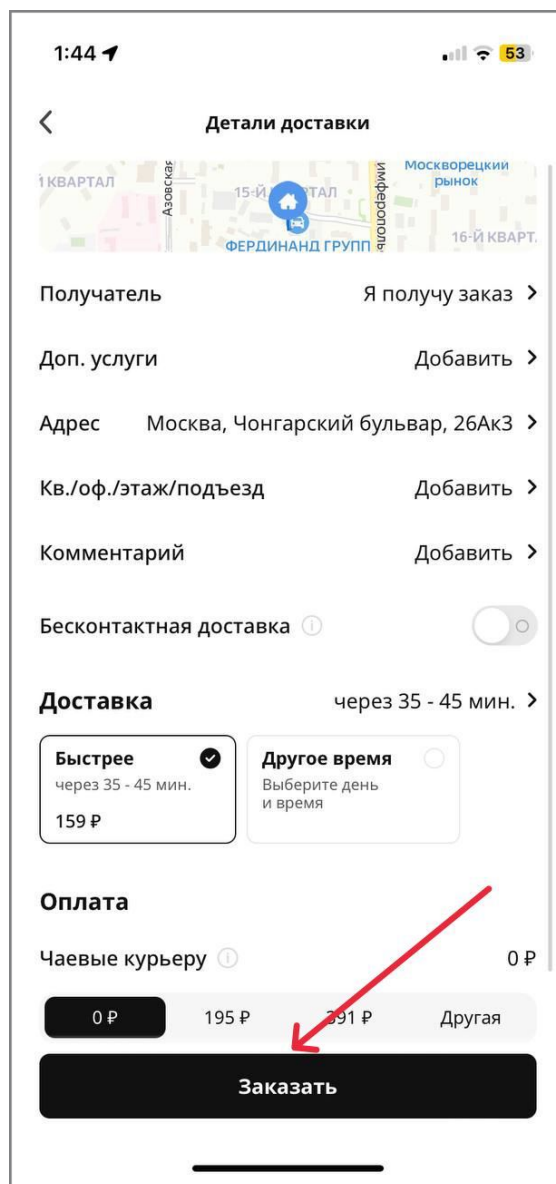 1:44
53
Детали доставки
1 КВАРТАЛ
Азовская
15-Й
РТАЛ
Москворецкий
рынок
ФЕРДИНАНД ГРУПП
16-Й КВАРТ.
Получатель Я получу заказ
Доп. услуги Добавить
Адрес Москва, Чонгарский бульвар, 26Ак3
Кв./оф./этаж/подъезд Добавить
Комментарий Добавить
Бесконтактная доставка
Доставка через 35 - 45 мин.
Быстрее
через 35 - 45 мин.
159 ₽
Другое время
Выберите день
и время
Оплата
Чаевые курьеру 0 ₽
0 ₽ 195 ₽ 391 ₽ Другая
Заказать